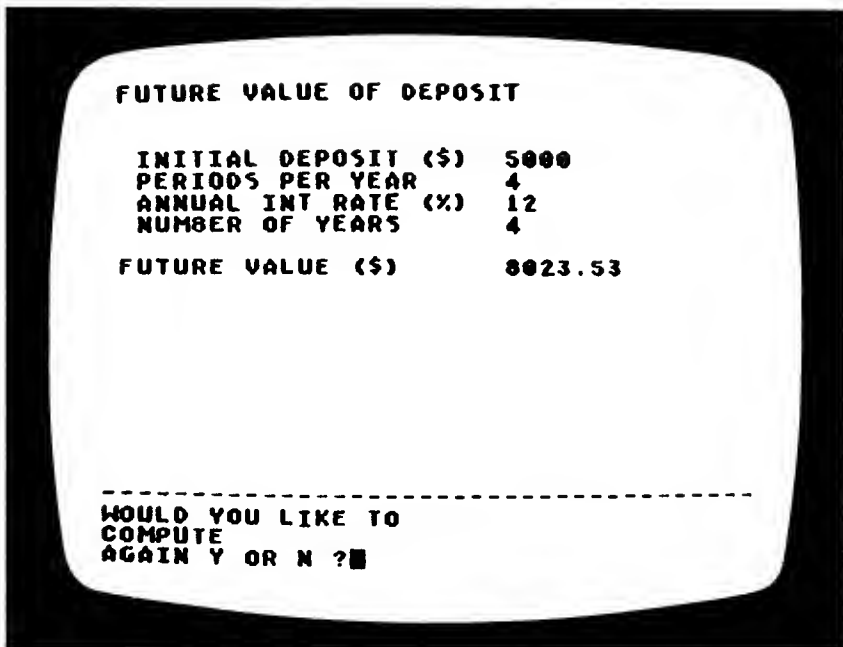 FUTURE VALUE OF DEPOSIT
INITIAL DEPOSIT ($) 5000
PERIODS PER YEAR 4
ANNUAL INT RATE (%) 12
NUMBER OF YEARS 4
FUTURE VALUE ($) 8023.53
WOULD YOU LIKE TO
COMPUTE
AGAIN Y OR N ?